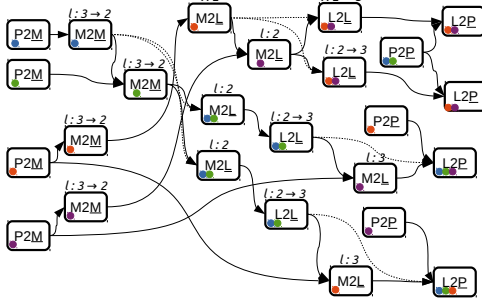 M2L
L2L
L2P
l : 3 → 2
P2M
M2M
l : 2
M2L
P2P
l : 2 → 3
L2L
l : 3 → 2
P2M
M2M
L2P
l : 2
M2L
P2P
l : 3 → 2
M2M
l : 2 → 3
L2L
P2M
l : 2
M2L
l : 3
M2L
L2P
l : 3 → 2
M2M
l : 2 → 3
L2L
P2P
P2M
l : 3
M2L
L2P